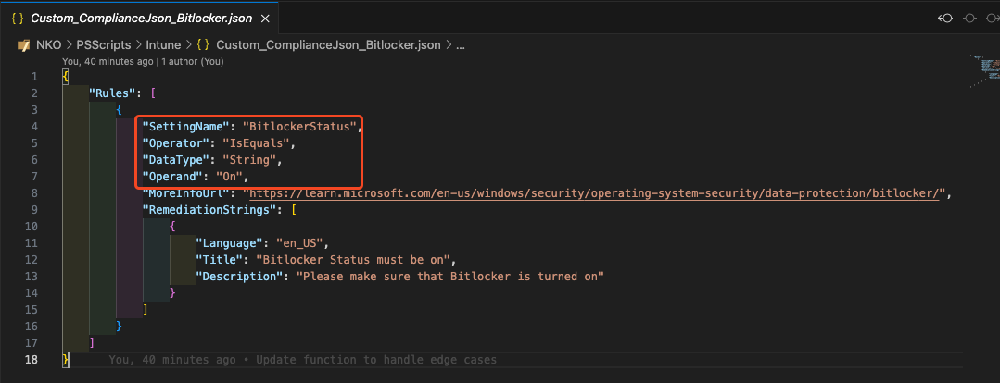 { } Custom_ComplianceJson_Bitlocker.json ×
NKO > PSScripts > Intune > { } Custom_ComplianceJson_Bitlocker.json > ...
You, 40 minutes ago | 1 author (You)
1 {
2 "Rules": [
3 {
4 "SettingName": "BitlockerStatus",
5 "Operator": "IsEquals",
6 "DataType": "String",
7 "Operand": "On",
8 "MoreInfoUrl": "https://learn.microsoft.com/en-us/windows/security/operating-system-security/data-protection/bitlocker/",
9 "RemediationStrings": [
10 {
11 "Language": "en_US",
12 "Title": "Bitlocker Status must be on",
13 "Description": "Please make sure that Bitlocker is turned on"
14 }
15 ]
16 }
17 ]
18 } You, 40 minutes ago • Update function to handle edge cases